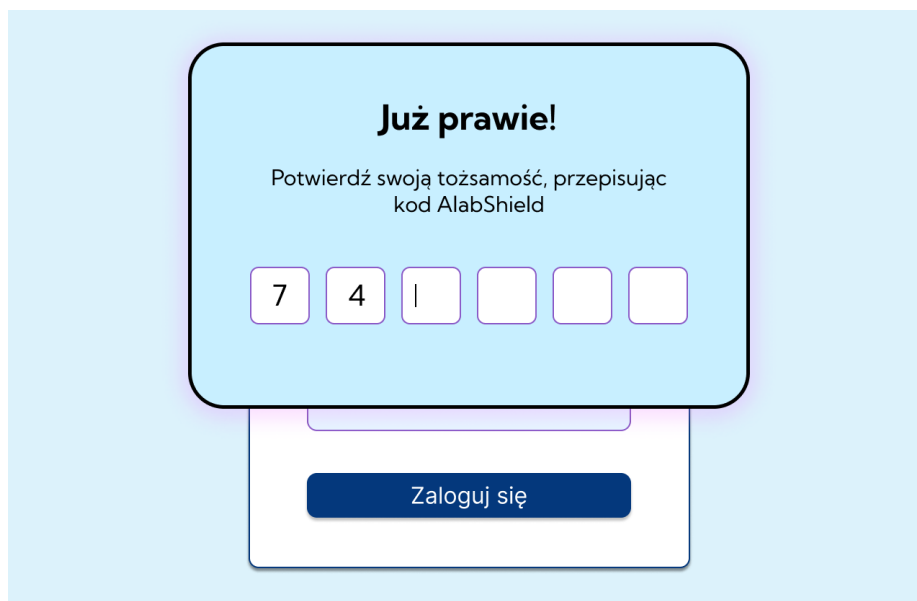 Już prawie!
Potwierdź swoją tożsamość, przepisując
kod AlabShield
7 4
Zaloguj się